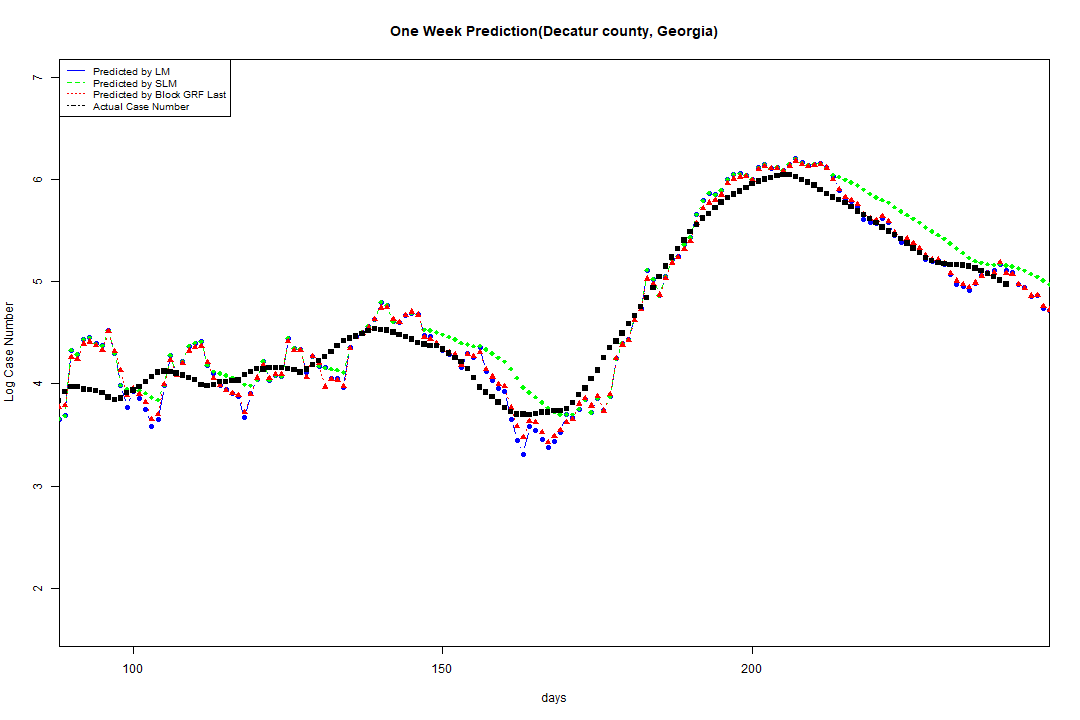 One Week Prediction(Decatur county, Georgia)
Predicted by LM
Predicted by SLM
Predicted by Block GRF Last
Actual Case Number
7
6
5
4
3
2
Log Case Number
100 150 200
days